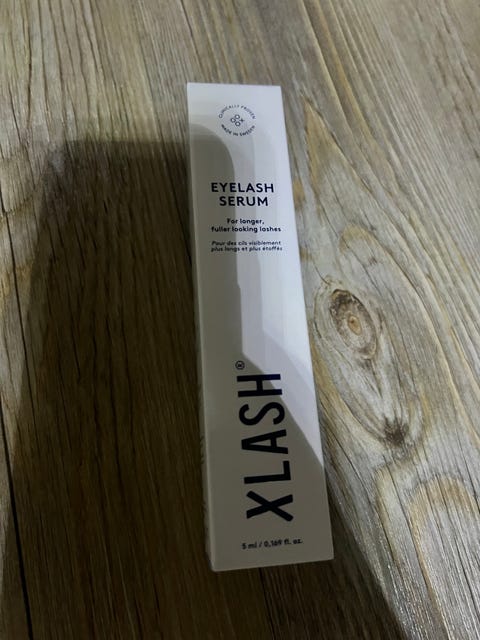 CLINICALLY PROVEN
MADE IN SWEDEN
EYELASH
SERUM
For longer,
fuller looking lashes
Pour des cils visiblement
plus longs et plus étoffés
XLASH®
5 ml / 0,169 fl. oz.